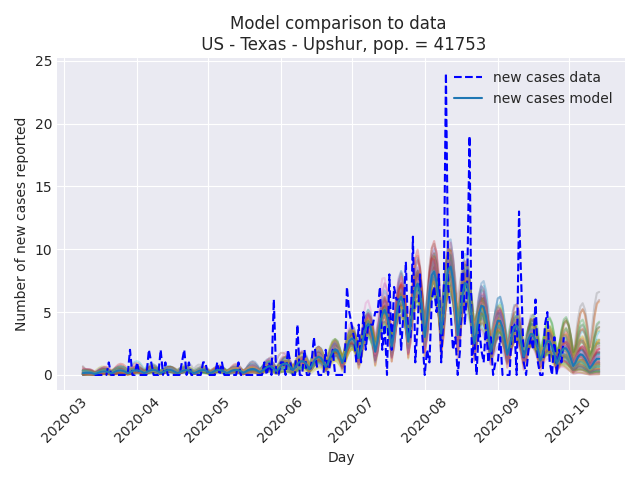 Model comparison to data
US - Texas - Upshur, pop. = 41753
Number of new cases reported
25
20
15
10
5
0
new cases data
new cases model
2020-03
2020-04
2020-05
2020-06
2020-07
2020-08
2020-09
2020-10
Day